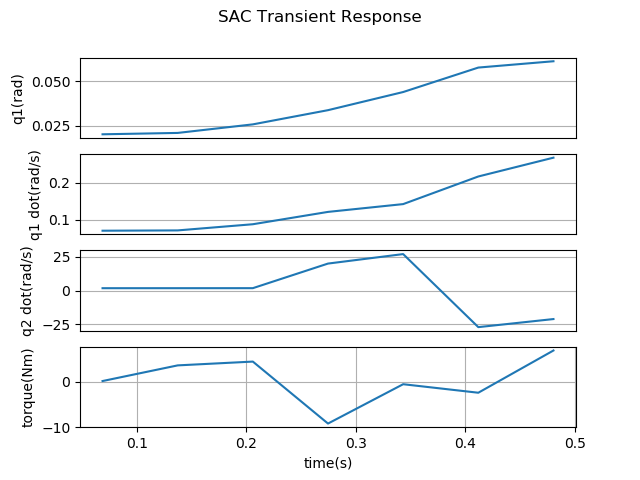 SAC Transient Response
q1(rad)
0.050
0.025
q1 dot(rad/s)
0.2
0.1
q2 dot(rad/s)
25
0
−25
torque(Nm)
0
−10
0.1 0.2 0.3 0.4 0.5
time(s)